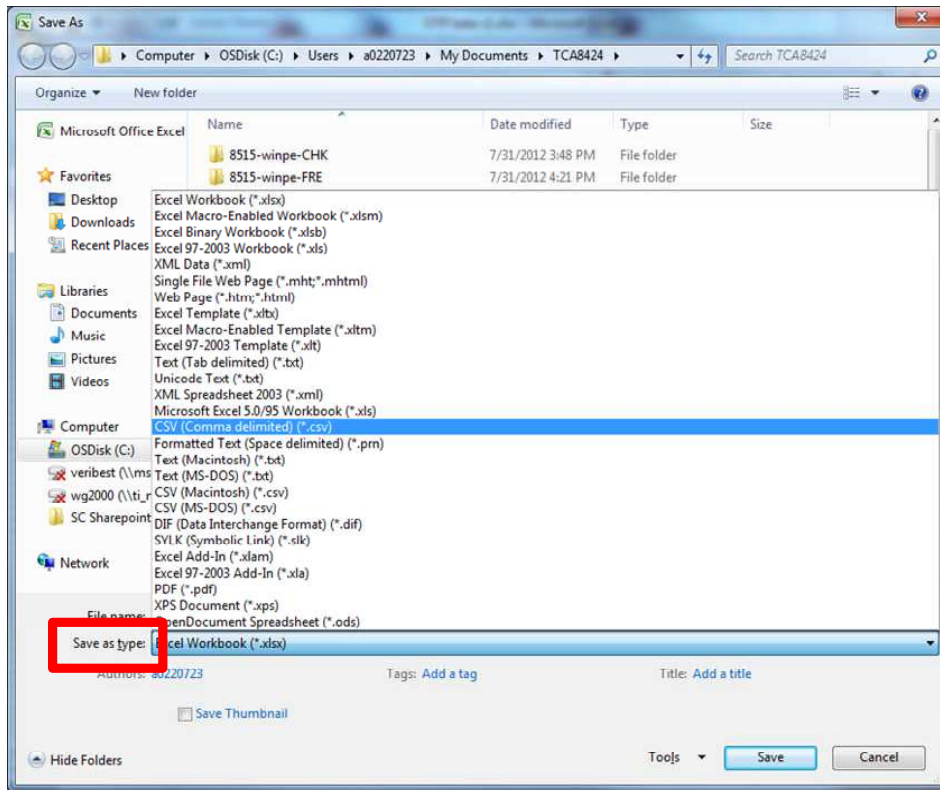 Save As
Computer ▸ OSDisk (C:) ▸ Users ▸ a0220723 ▸ My Documents ▸ TCA8424 ▸
Search TCA8424
Organize
New folder
Microsoft Office Excel
Name
Date modified
Type
Size
8515-winpe-CHK
7/31/2012 3:48 PM
File folder
8515-winpe-FRE
7/31/2012 4:21 PM
File folder
Favorites
Desktop
Downloads
Recent Places
Libraries
Documents
Music
Pictures
Videos
Computer
OSDisk (C:)
veribest (\\ms
wg2000 (\\ti_r
SC Sharepoint
Network
Excel Workbook (*.xlsx)
Excel Macro-Enabled Workbook (*.xlsm)
Excel Binary Workbook (*.xlsb)
Excel 97-2003 Workbook (*.xls)
XML Data (*.xml)
Single File Web Page (*.mht;*.mhtml)
Web Page (*.htm;*.html)
Excel Template (*.xltx)
Excel Macro-Enabled Template (*.xltm)
Excel 97-2003 Template (*.xlt)
Text (Tab delimited) (*.txt)
Unicode Text (*.txt)
XML Spreadsheet 2003 (*.xml)
Microsoft Excel 5.0/95 Workbook (*.xls)
CSV (Comma delimited) (*.csv)
Formatted Text (Space delimited) (*.prn)
Text (Macintosh) (*.txt)
Text (MS-DOS) (*.txt)
CSV (Macintosh) (*.csv)
CSV (MS-DOS) (*.csv)
DIF (Data Interchange Format) (*.dif)
SYLK (Symbolic Link) (*.slk)
Excel Add-In (*.xlam)
Excel 97-2003 Add-In (*.xla)
PDF (*.pdf)
XPS Document (*.xps)
OpenDocument Spreadsheet (*.ods)
File name:
Save as type: Excel Workbook (*.xlsx)
Authors: a0220723
Tags: Add a tag
Title: Add a title
Save Thumbnail
Hide Folders
Tools
Save
Cancel